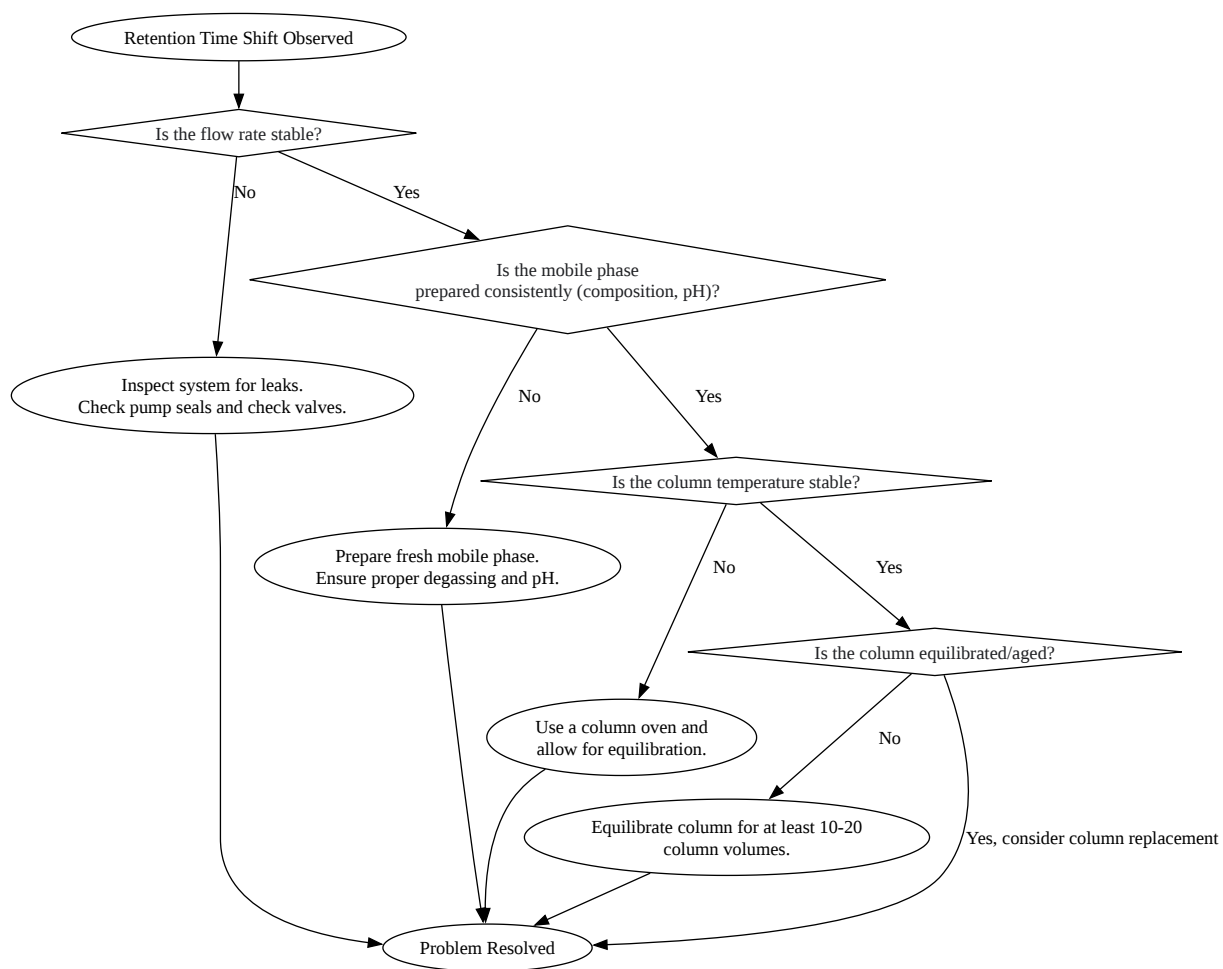 Retention Time Shift Observed
Is the flow rate stable?
No
Yes
Is the mobile phase
prepared consistently (composition, pH)?
Inspect system for leaks.
Check pump seals and check valves.
No
Yes
Is the column temperature stable?
Prepare fresh mobile phase.
Ensure proper degassing and pH.
No
Yes
Is the column equilibrated/aged?
Use a column oven and
allow for equilibration.
No
Equilibrate column for at least 10-20
column volumes.
Yes, consider column replacement
Problem Resolved